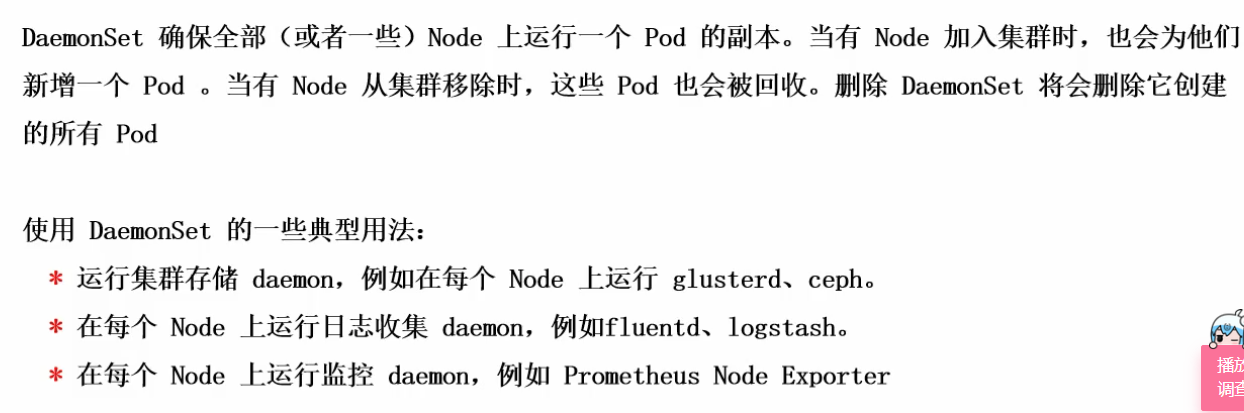 DaemonSet 确保全部（或者一些）Node 上运行一个 Pod 的副本。当有 Node 加入集群时，也会为他们
新增一个 Pod 。当有 Node 从集群移除时，这些 Pod 也会被回收。删除 DaemonSet 将会删除它创建
的所有 Pod
使用 DaemonSet 的一些典型用法：
* 运行集群存储 daemon，例如在每个 Node 上运行 glusterd、ceph。
* 在每个 Node 上运行日志收集 daemon，例如fluentd、logstash。
* 在每个 Node 上运行监控 daemon，例如 Prometheus Node Exporter
播放
调查